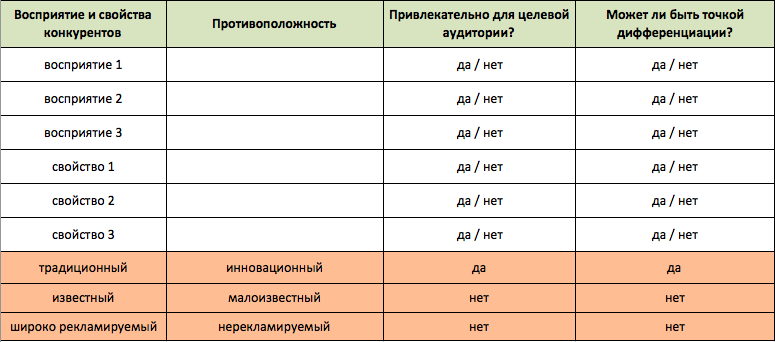 Восприятие и свойства конкурентов | Противоположность | Привлекательно для целевой аудитории? | Может ли быть точкой дифференциации?
восприятие 1 | | да / нет | да / нет
восприятие 2 | | да / нет | да / нет
восприятие 3 | | да / нет | да / нет
свойство 1 | | да / нет | да / нет
свойство 2 | | да / нет | да / нет
свойство 3 | | да / нет | да / нет
традиционный | инновационный | да | да
известный | малоизвестный | нет | нет
широко рекламируемый | нерекламируемый | нет | нет